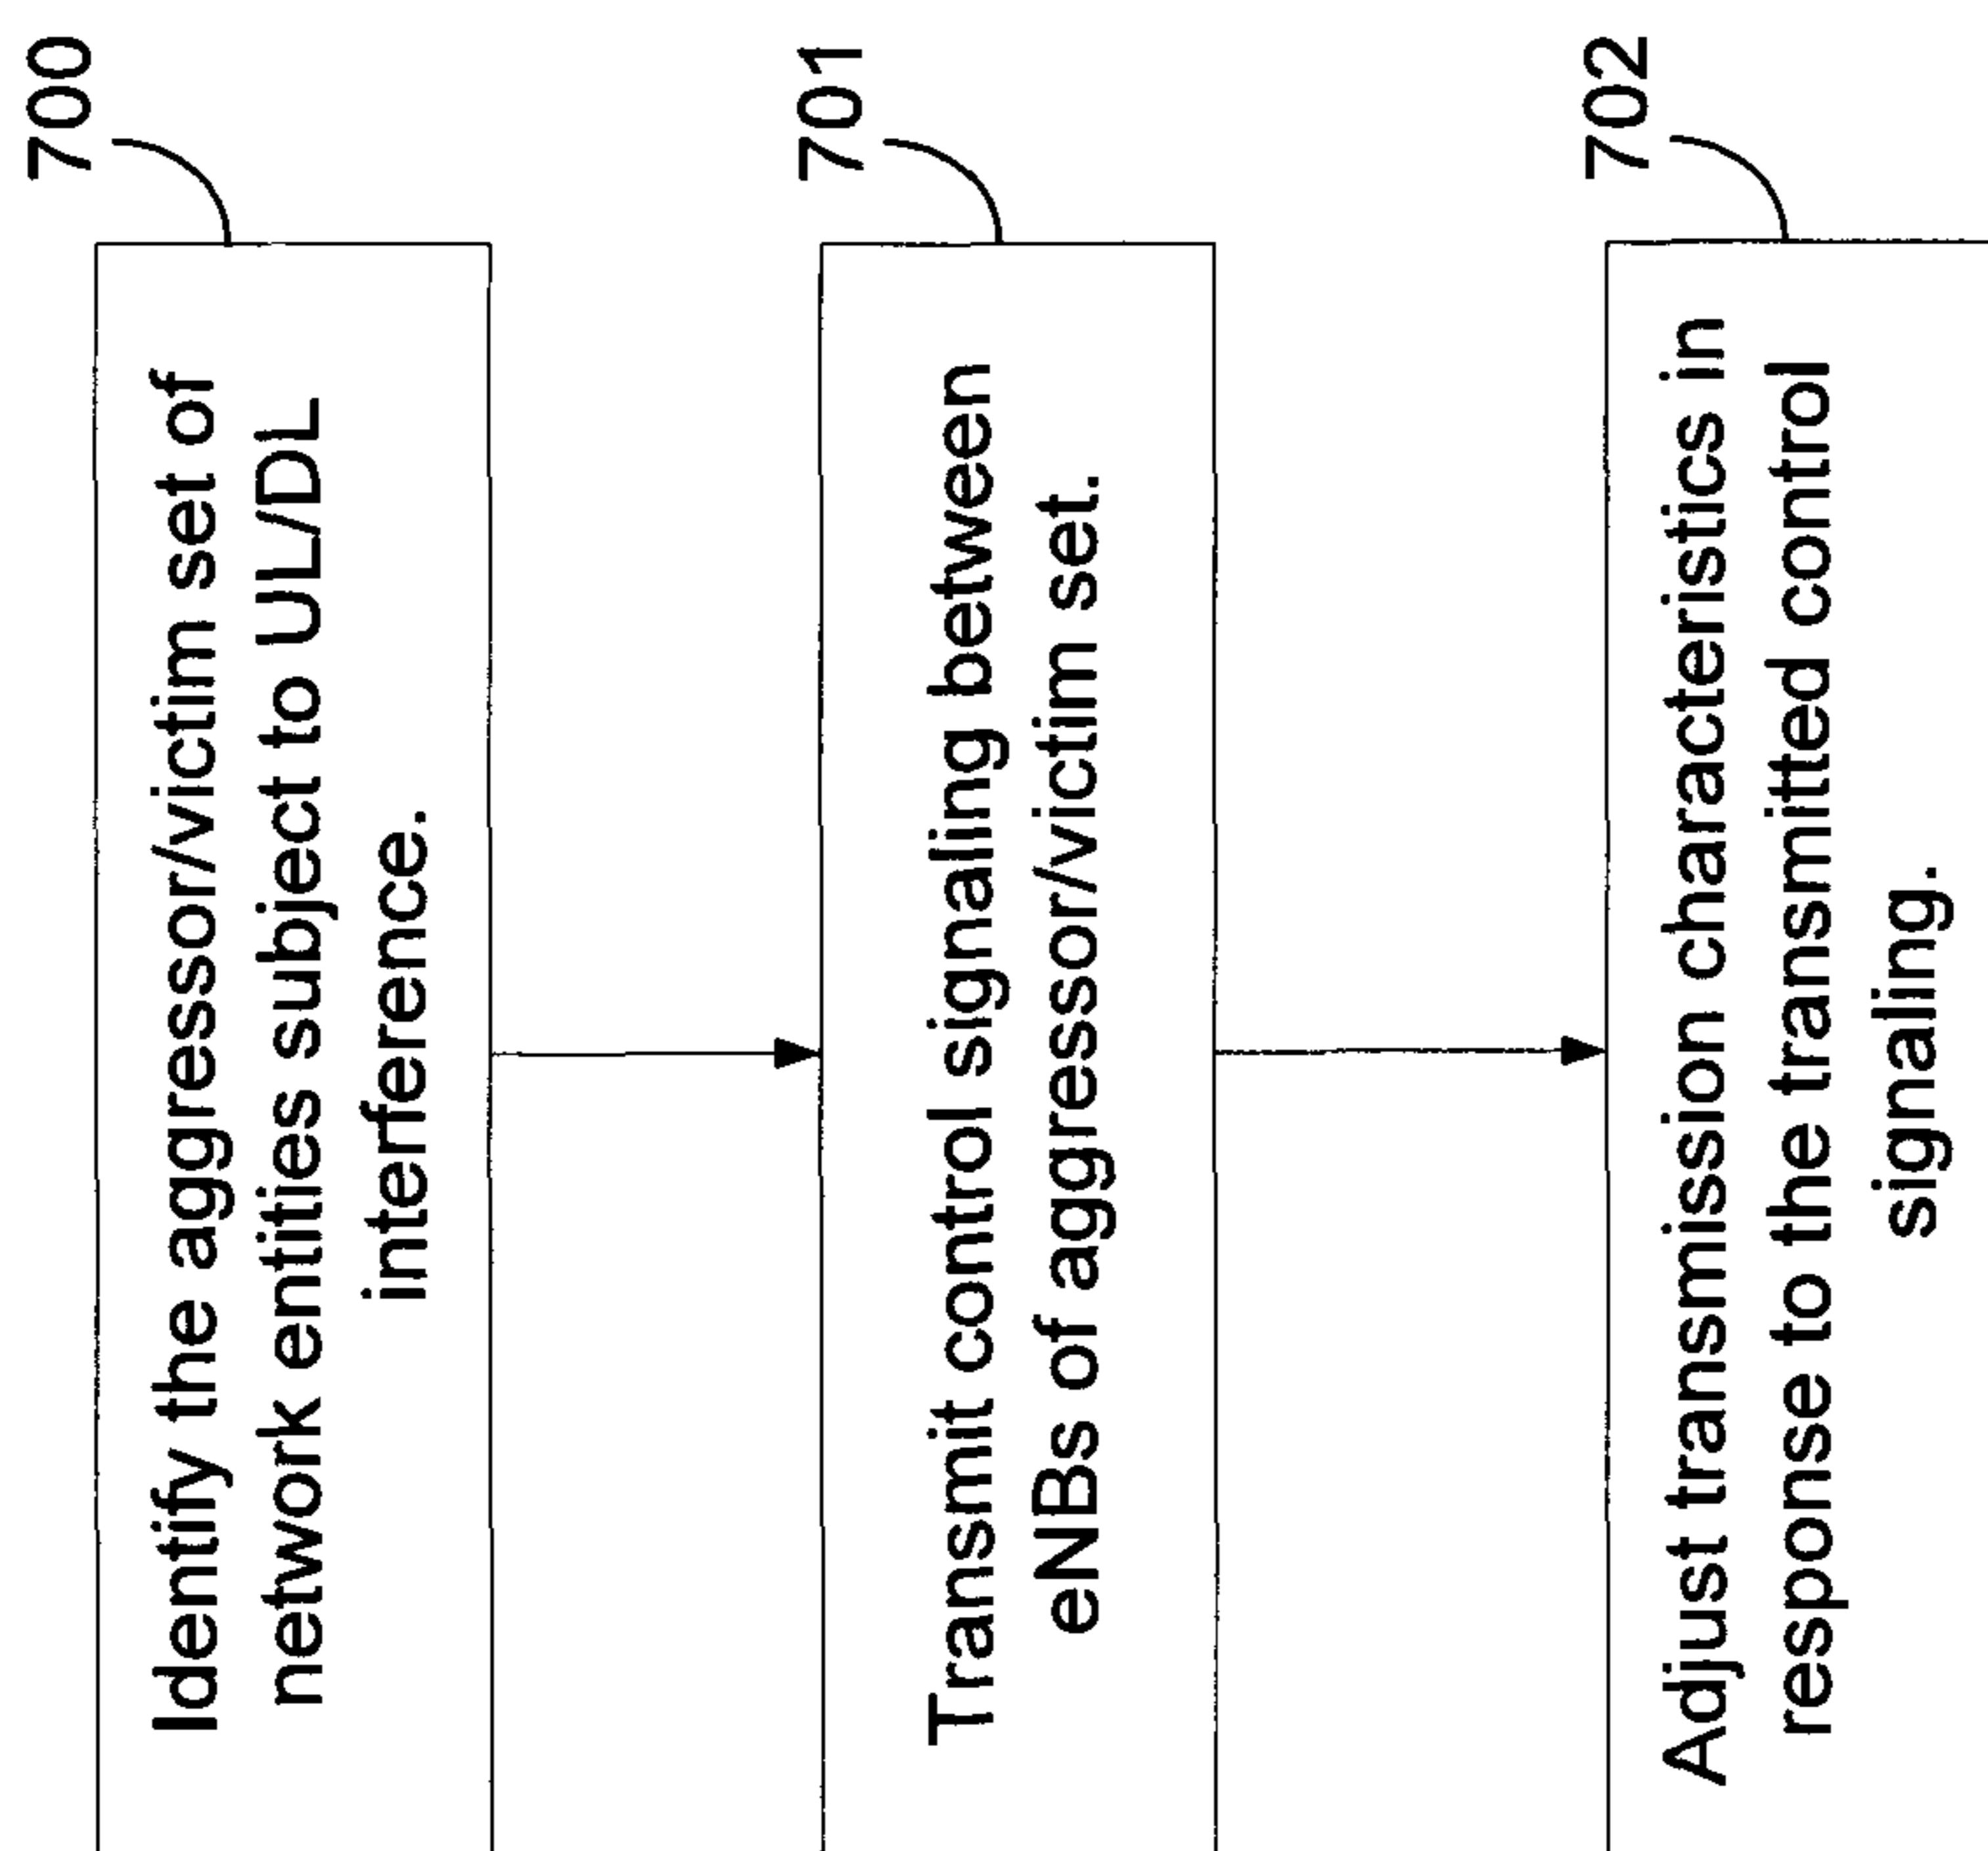 700
Identify the aggressor/victim set of
network entities subject to UL/DL
interference.
701
Transmit control signaling between
eNBs of aggressor/victim set.
702
Adjust transmission characteristics in
response to the transmitted control
signaling.